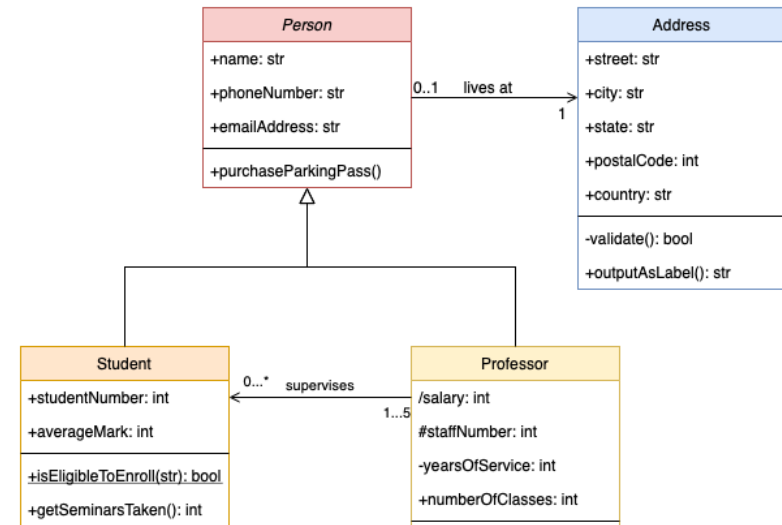 Person
+name: str
+phoneNumber: str
+emailAddress: str
+purchaseParkingPass()
0..1 lives at
1
Address
+street: str
+city: str
+state: str
+postalCode: int
+country: str
-validate(): bool
+outputAsLabel(): str
Student
+studentNumber: int
+averageMark: int
+isEligibleToEnroll(str): bool
+getSeminarsTaken(): int
0...* supervises
1...5
Professor
/salary: int
#staffNumber: int
-yearsOfService: int
+numberOfClasses: int